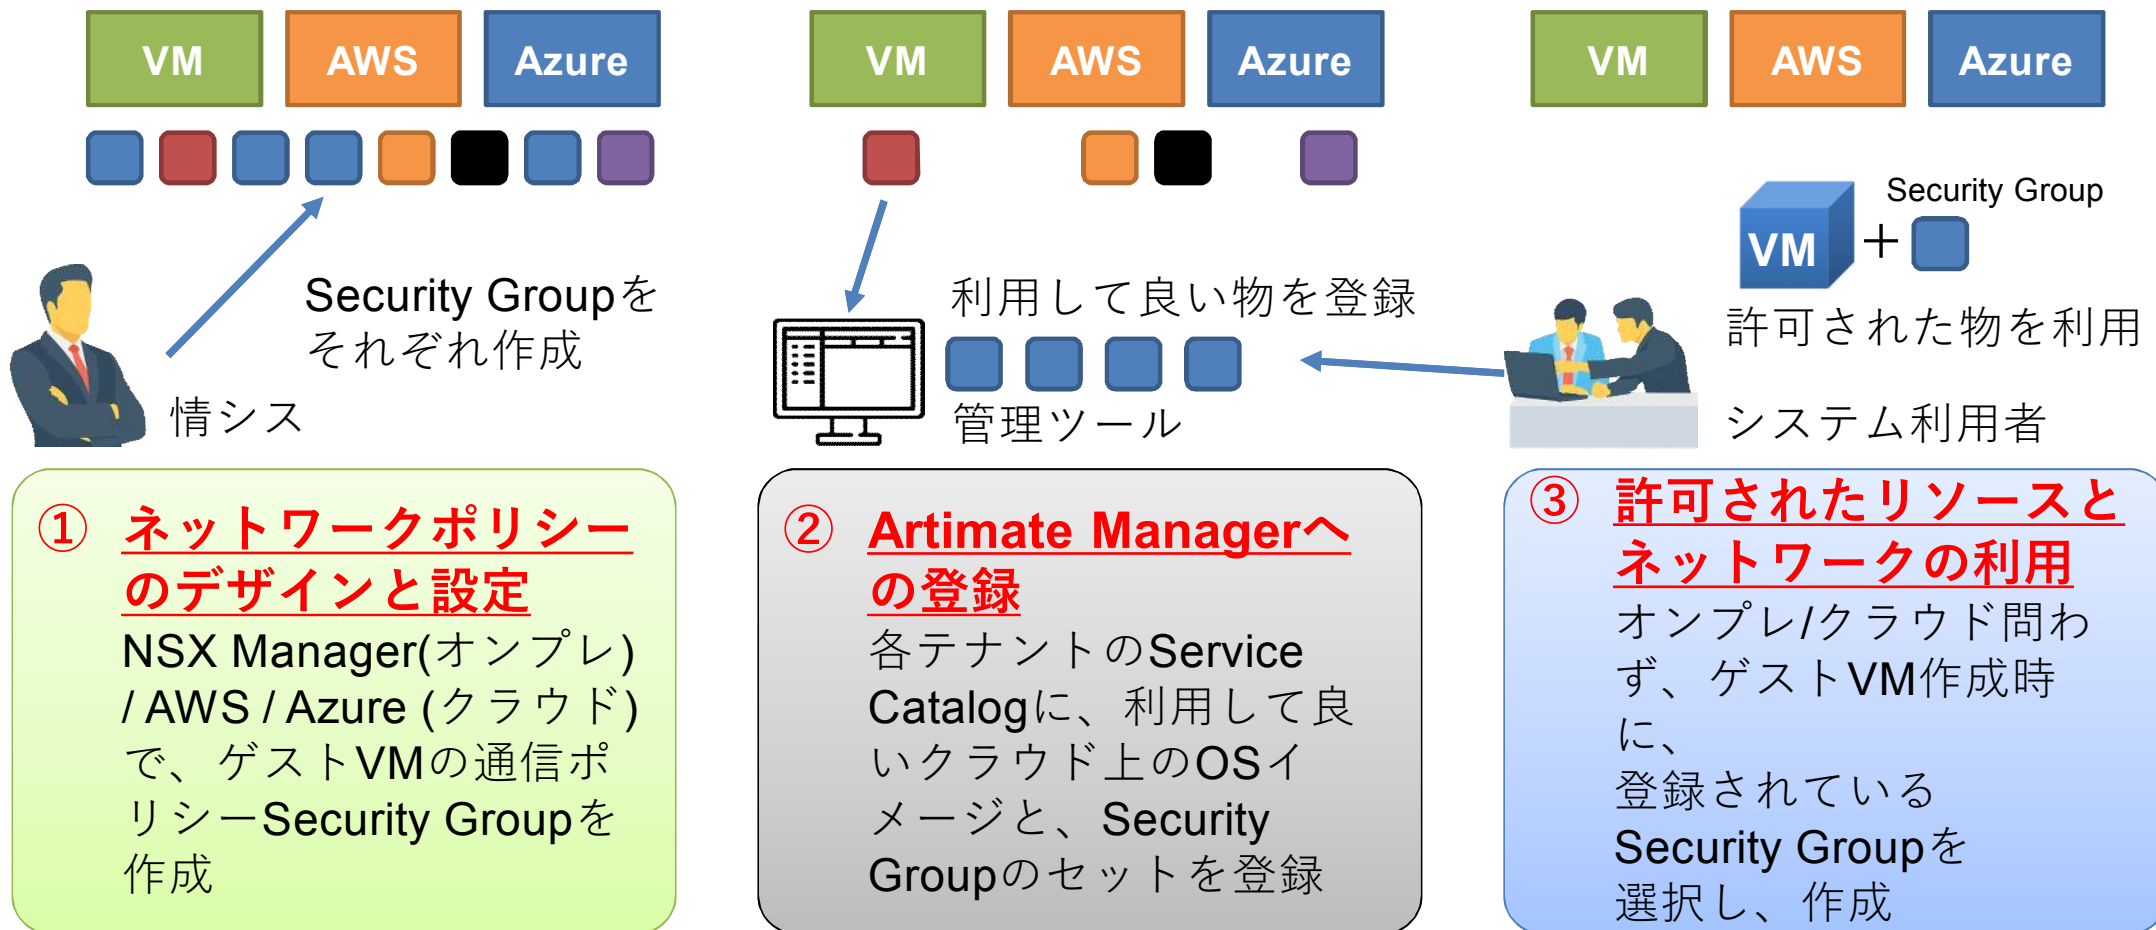 VM AWS Azure
Security Groupを
それぞれ作成
情シス
① ネットワークポリシー
のデザインと設定
NSX Manager(オンプレ)
/ AWS / Azure (クラウド)
で、ゲストVMの通信ポ
リシーSecurity Groupを
作成
VM AWS Azure
利用して良い物を登録
管理ツール
② Artimate Managerへ
の登録
各テナントのService
Catalogに、利用して良
いクラウド上のOSイ
メージと、Security
Groupのセットを登録
VM AWS Azure
Security Group
VM +
許可された物を利用
システム利用者
③ 許可されたリソースと
ネットワークの利用
オンプレ/クラウド問わ
ず、ゲストVM作成時
に、
登録されている
Security Groupを
選択し、作成